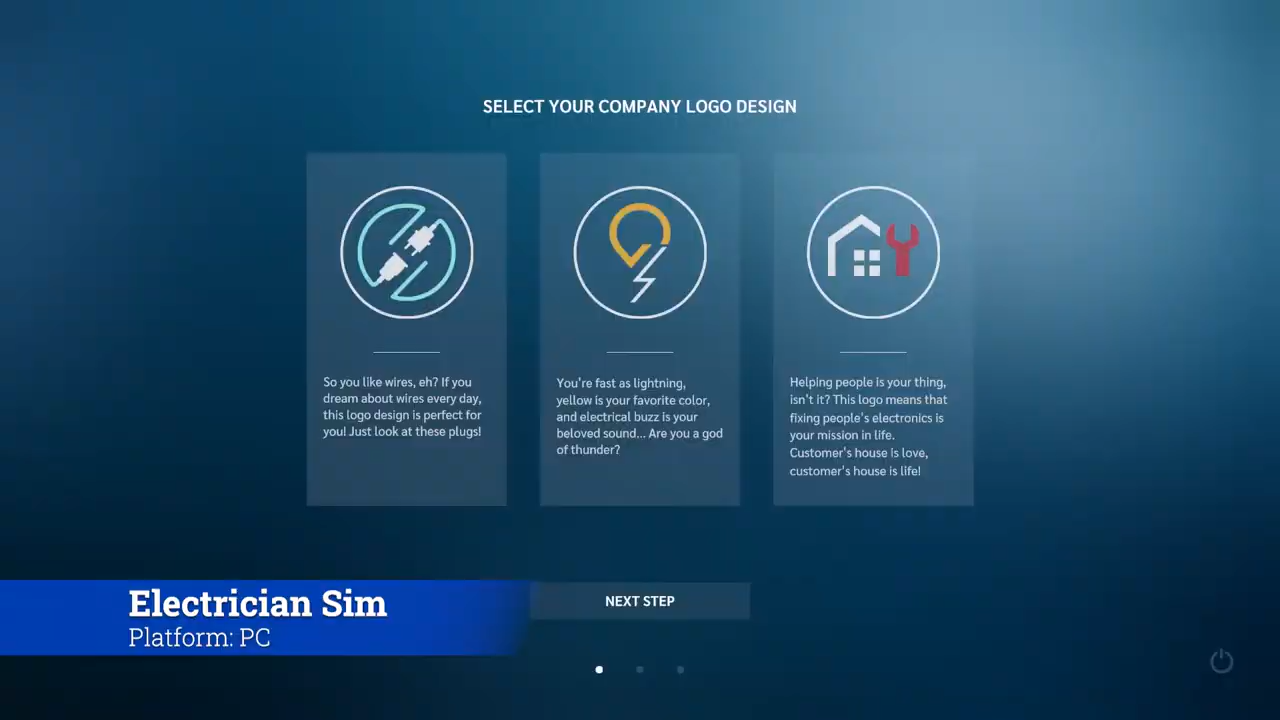 SELECT YOUR COMPANY LOGO DESIGN
So you like wires, eh? If you
dream about wires every day,
this logo design is perfect for
you! Just look at these plugs!
You're fast as lightning,
yellow is your favorite color,
and electrical buzz is your
beloved sound... Are you a god
of thunder?
Helping people is your thing,
isn't it? This logo means that
fixing people's electronics is
your mission in life.
Customer's house is love,
customer's house is life!
NEXT STEP
Electrician Sim
Platform: PC